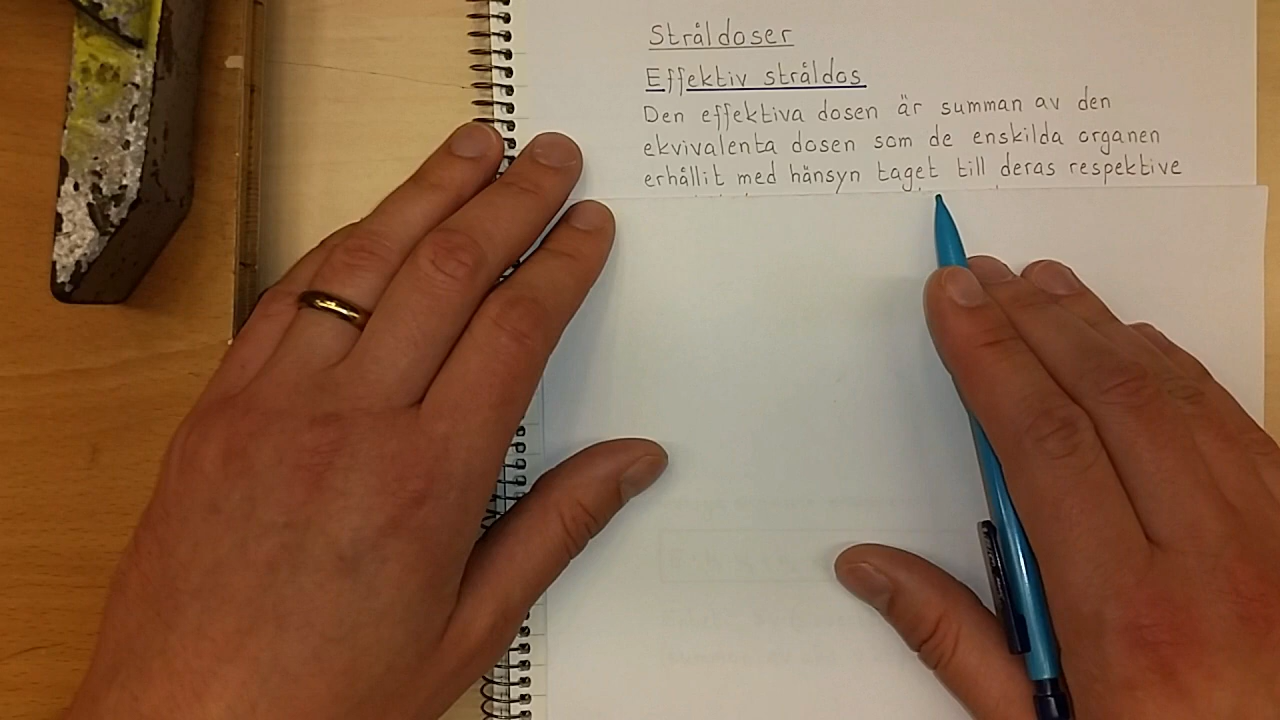 Stråldoser
Effektiv stråldos
Den effektiva dosen är summan av den
ekvivalenta dosen som de enskilda organen
erhållit med hänsyn taget till deras respektive